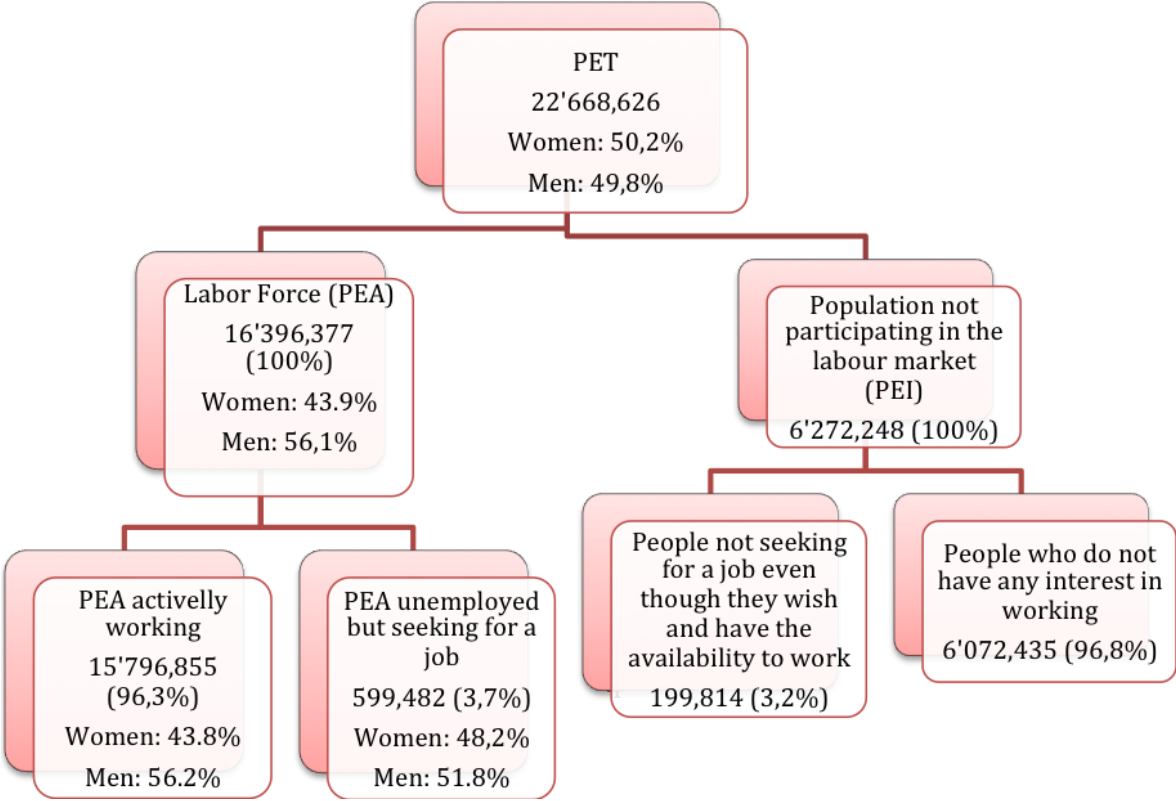 PET
22'668,626
Women: 50,2%
Men: 49,8%
Labor Force (PEA)
16'396,377
(100%)
Women: 43.9%
Men: 56,1%
Population not
participating in the
labour market
(PEI)
6'272,248 (100%)
PEA activelly
working
15'796,855
(96,3%)
Women: 43.8%
Men: 56.2%
PEA unemployed
but seeking for a
job
599,482 (3,7%)
Women: 48,2%
Men: 51.8%
People not seeking
for a job even
though they wish
and have the
availability to work
199,814 (3,2%)
People who do not
have any interest in
working
6'072,435 (96,8%)